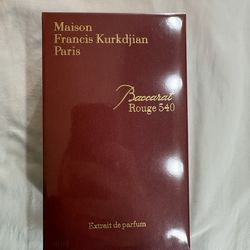 Maison
Francis Kurkdjian
Paris
Baccarat
Rouge 540
Extrait de parfum